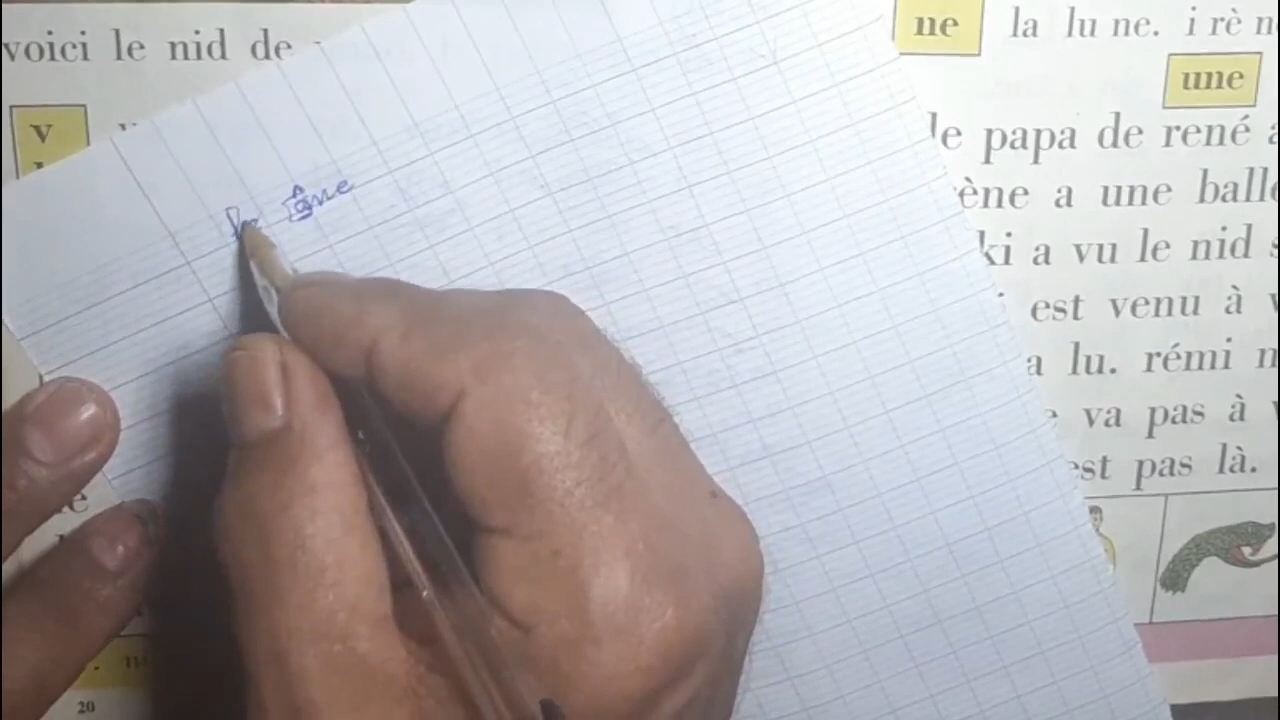 voici le nid de
v
âne
ne la lu ne. i rè n
une
le papa de rené a
ène a une balle
ki a vu le nid s
est venu à v
a lu. rémi n
va pas à v
est pas là.
20